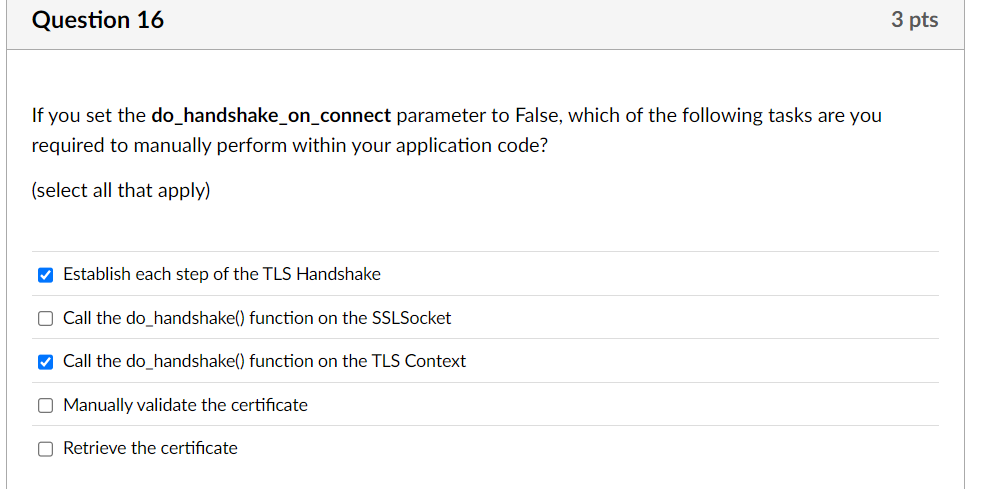 Question 16
3 pts
If you set the do_handshake_on_connect parameter to False, which of the following tasks are you
required to manually perform within your application code?
(select all that apply)
Establish each step of the TLS Handshake
Call the do_handshake() function on the SSLSocket
Call the do_handshake() function on the TLS Context
Manually validate the certificate
Retrieve the certificate